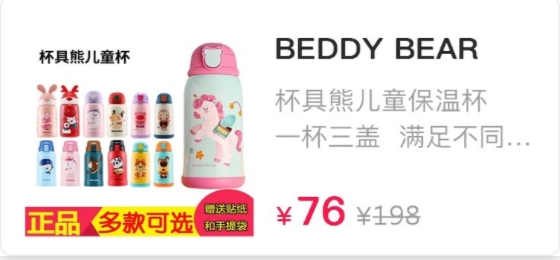 杯具熊儿童杯
正品
多款可选
赠送贴纸
和手提袋
BEDDY BEAR
杯具熊儿童保温杯
一杯三盖 满足不同...
¥76 ¥198